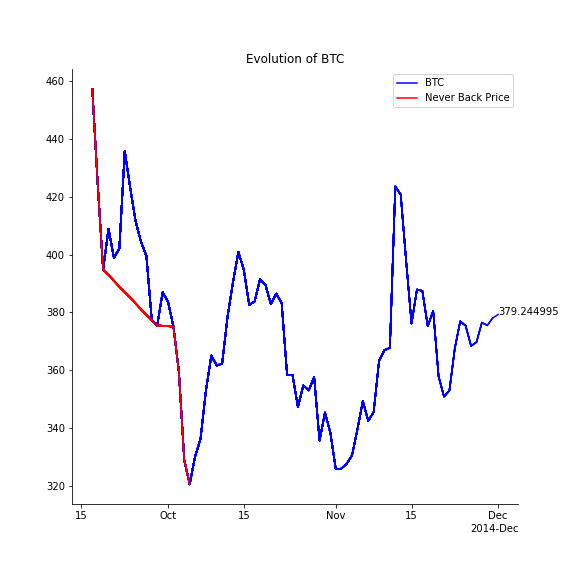 Evolution of BTC
BTC
Never Back Price
460
440
420
400
380
360
340
320
379.244995
15
Oct
15
Nov
15
Dec
2014-Dec